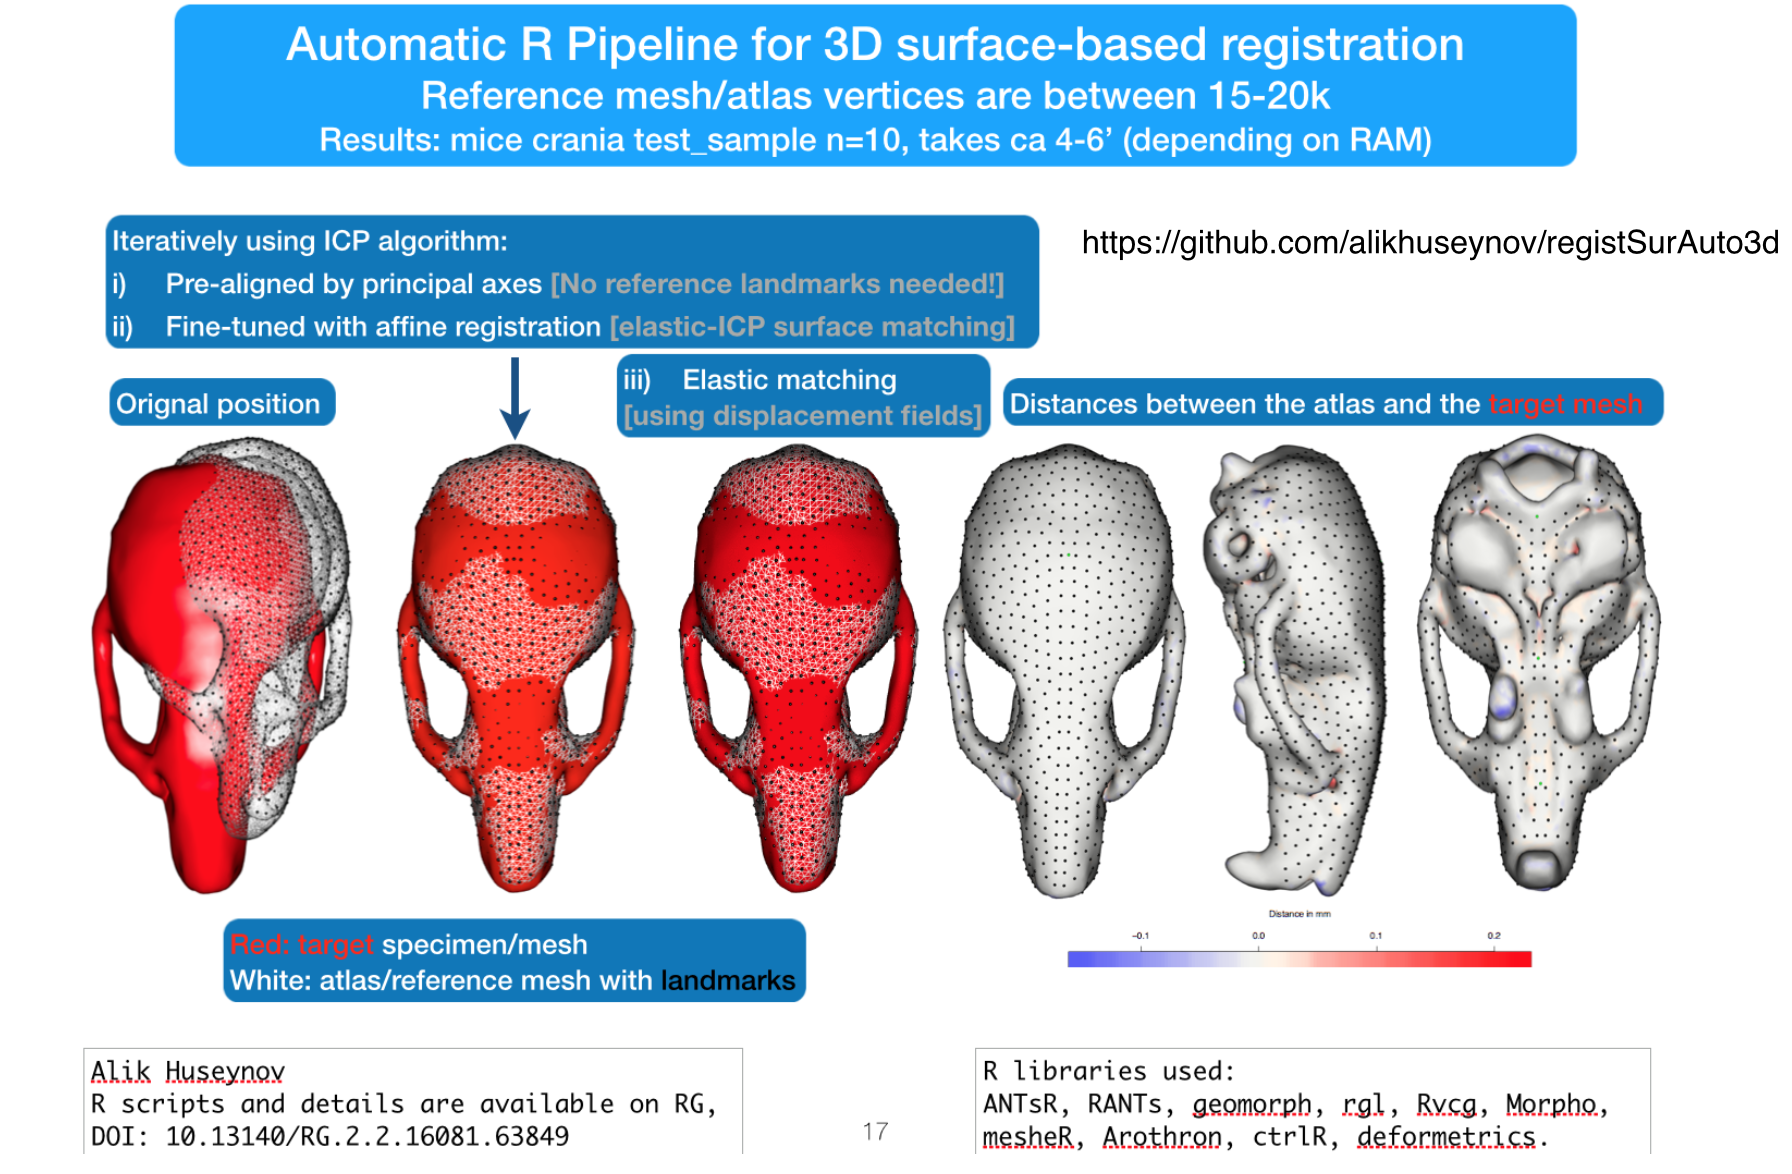 Automatic R Pipeline for 3D surface-based registration
Reference mesh/atlas vertices are between 15-20k
Results: mice crania test_sample n=10, takes ca 4-6’ (depending on RAM)
Iteratively using ICP algorithm:
i) Pre-aligned by principal axes [No reference landmarks needed!]
ii) Fine-tuned with affine registration [elastic-ICP surface matching]
https://github.com/alikhuseynov/registSurAuto3d
iii) Elastic matching
[using displacement fields]
Orignal position
Distances between the atlas and the target mesh
Distance in mm
-0.1 0.0 0.1 0.2
Red: target specimen/mesh
White: atlas/reference mesh with landmarks
Alik Huseynov
R scripts and details are available on RG,
DOI: 10.13140/RG.2.2.16081.63849
17
R libraries used:
ANTsR, RANTs, geomorph, rgl, Rvcg, Morpho,
mesheR, Arothron, ctrlR, deformetrics.